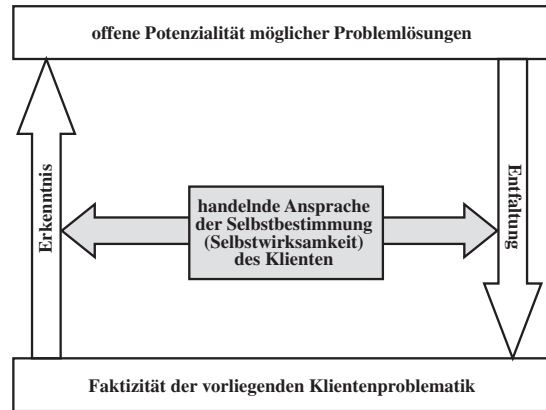 offene Potenzialität möglicher Problemlösungen
Erkenntnis
handelnde Ansprache
der Selbstbestimmung
(Selbstwirksamkeit)
des Klienten
Entfaltung
Faktizität der vorliegenden Klientenproblematik